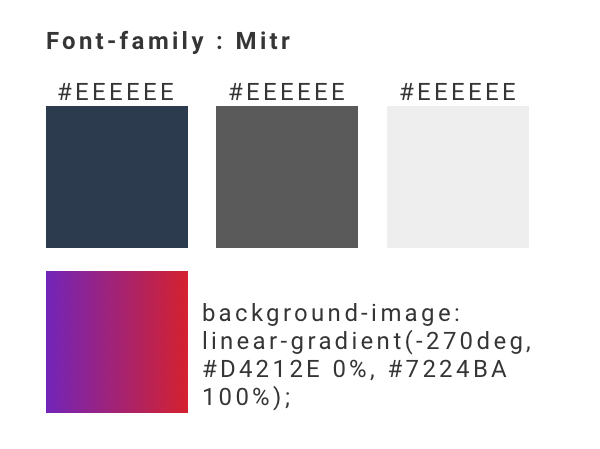 Font-family : Mitr
#EEEEEE #EEEEEE #EEEEEE
background-image:
linear-gradient(-270deg,
#D4212E 0%, #7224BA
100%);